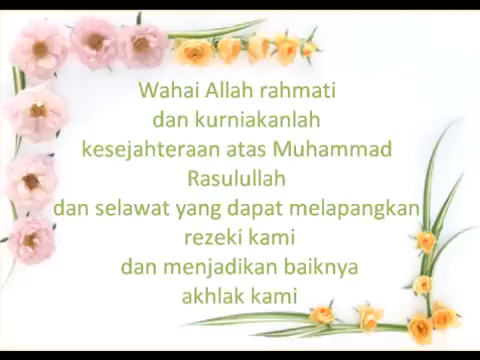 Wahai Allah rahmati
dan kurniakanlah
kesejahteraan atas Muhammad
Rasulullah
dan selawat yang dapat melapangkan
rezeki kami
dan menjadikan baiknya
akhlak kami